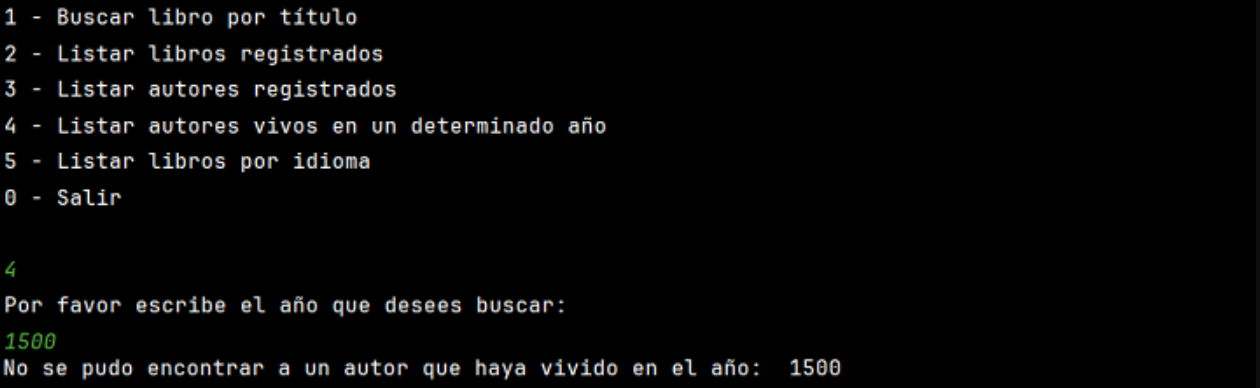 1 - Buscar libro por título
2 - Listar libros registrados
3 - Listar autores registrados
4 - Listar autores vivos en un determinado año
5 - Listar libros por idioma
0 - Salir
4
Por favor escribe el año que desees buscar:
1500
No se pudo encontrar a un autor que haya vivido en el año:  1500